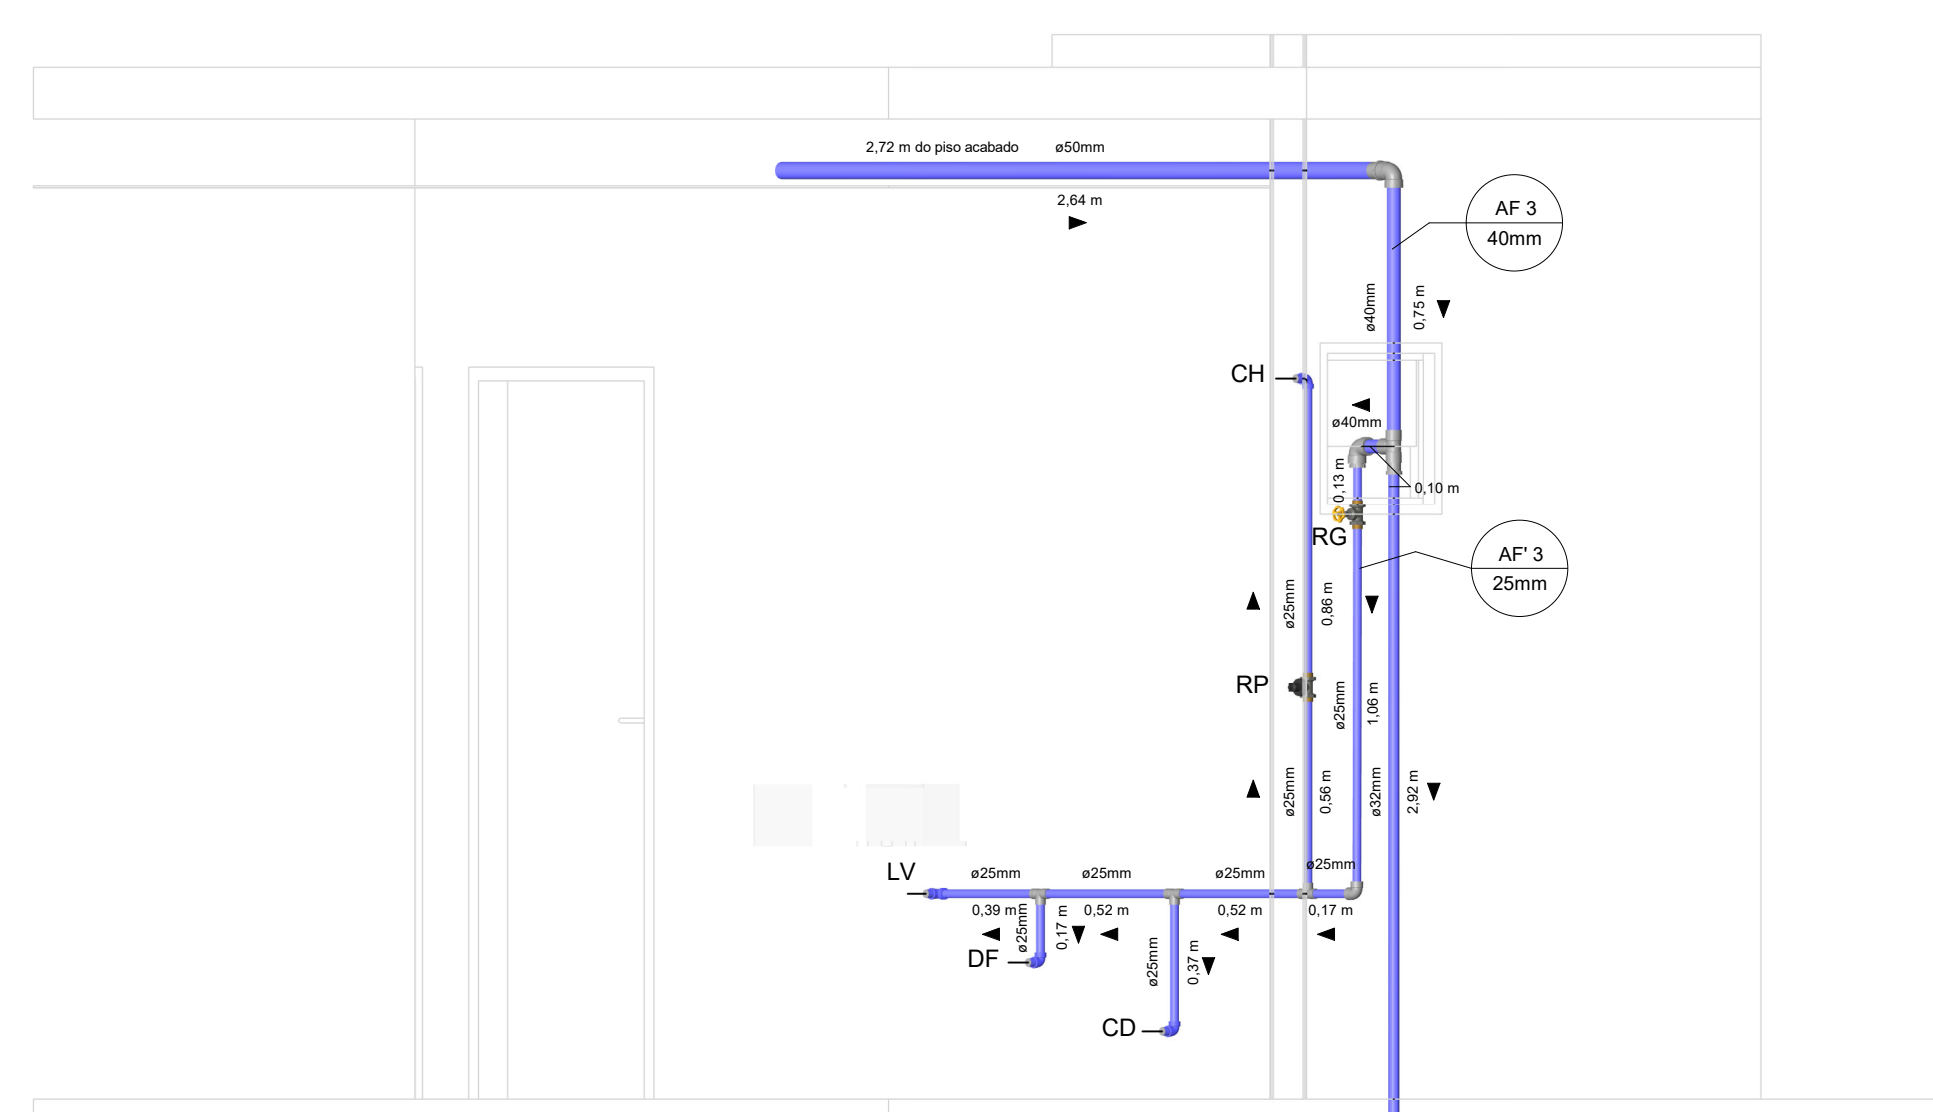 2,72 m do piso acabado ø50mm
2,64 m
AF 3
40mm
ø40mm
0,75 m
CH
ø40mm
0,13 m
0,10 m
RG
AF' 3
25mm
ø25mm
0,86 m
RP
ø25mm
1,06 m
ø25mm
0,56 m
ø32mm
2,92 m
LV
ø25mm
ø25mm
ø25mm
ø25mm
0,39 m
ø25mm
0,17 m
0,52 m
0,52 m
0,17 m
DF
ø25mm
0,37 m
CD